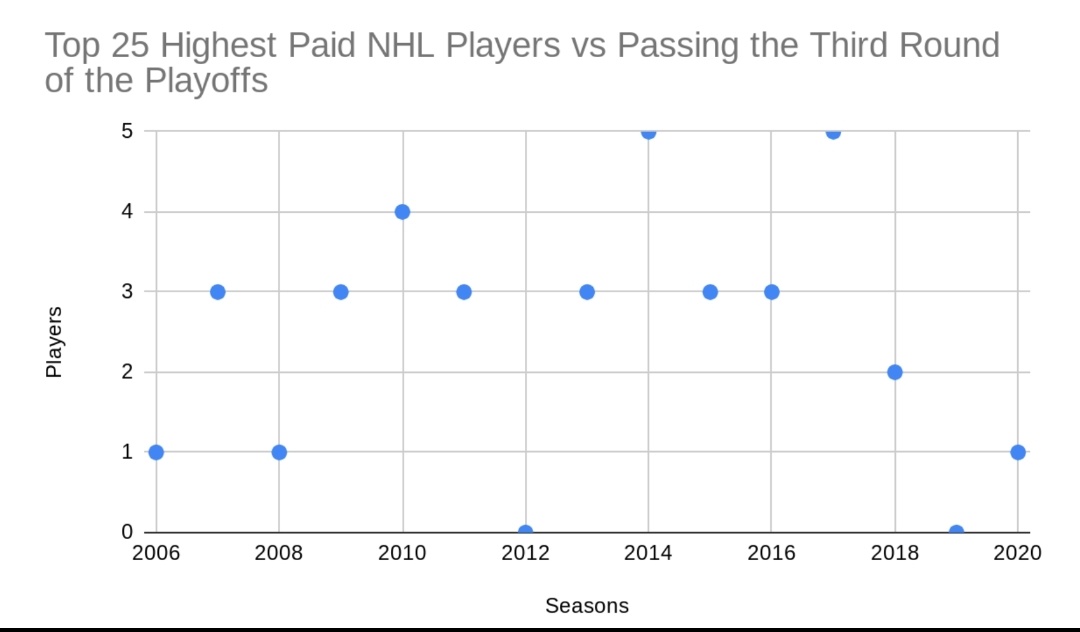 Top 25 Highest Paid NHL Players vs Passing the Third Round
of the Playoffs
5
4
3
2
1
0
Players
2006 2008 2010 2012 2014 2016 2018 2020
Seasons